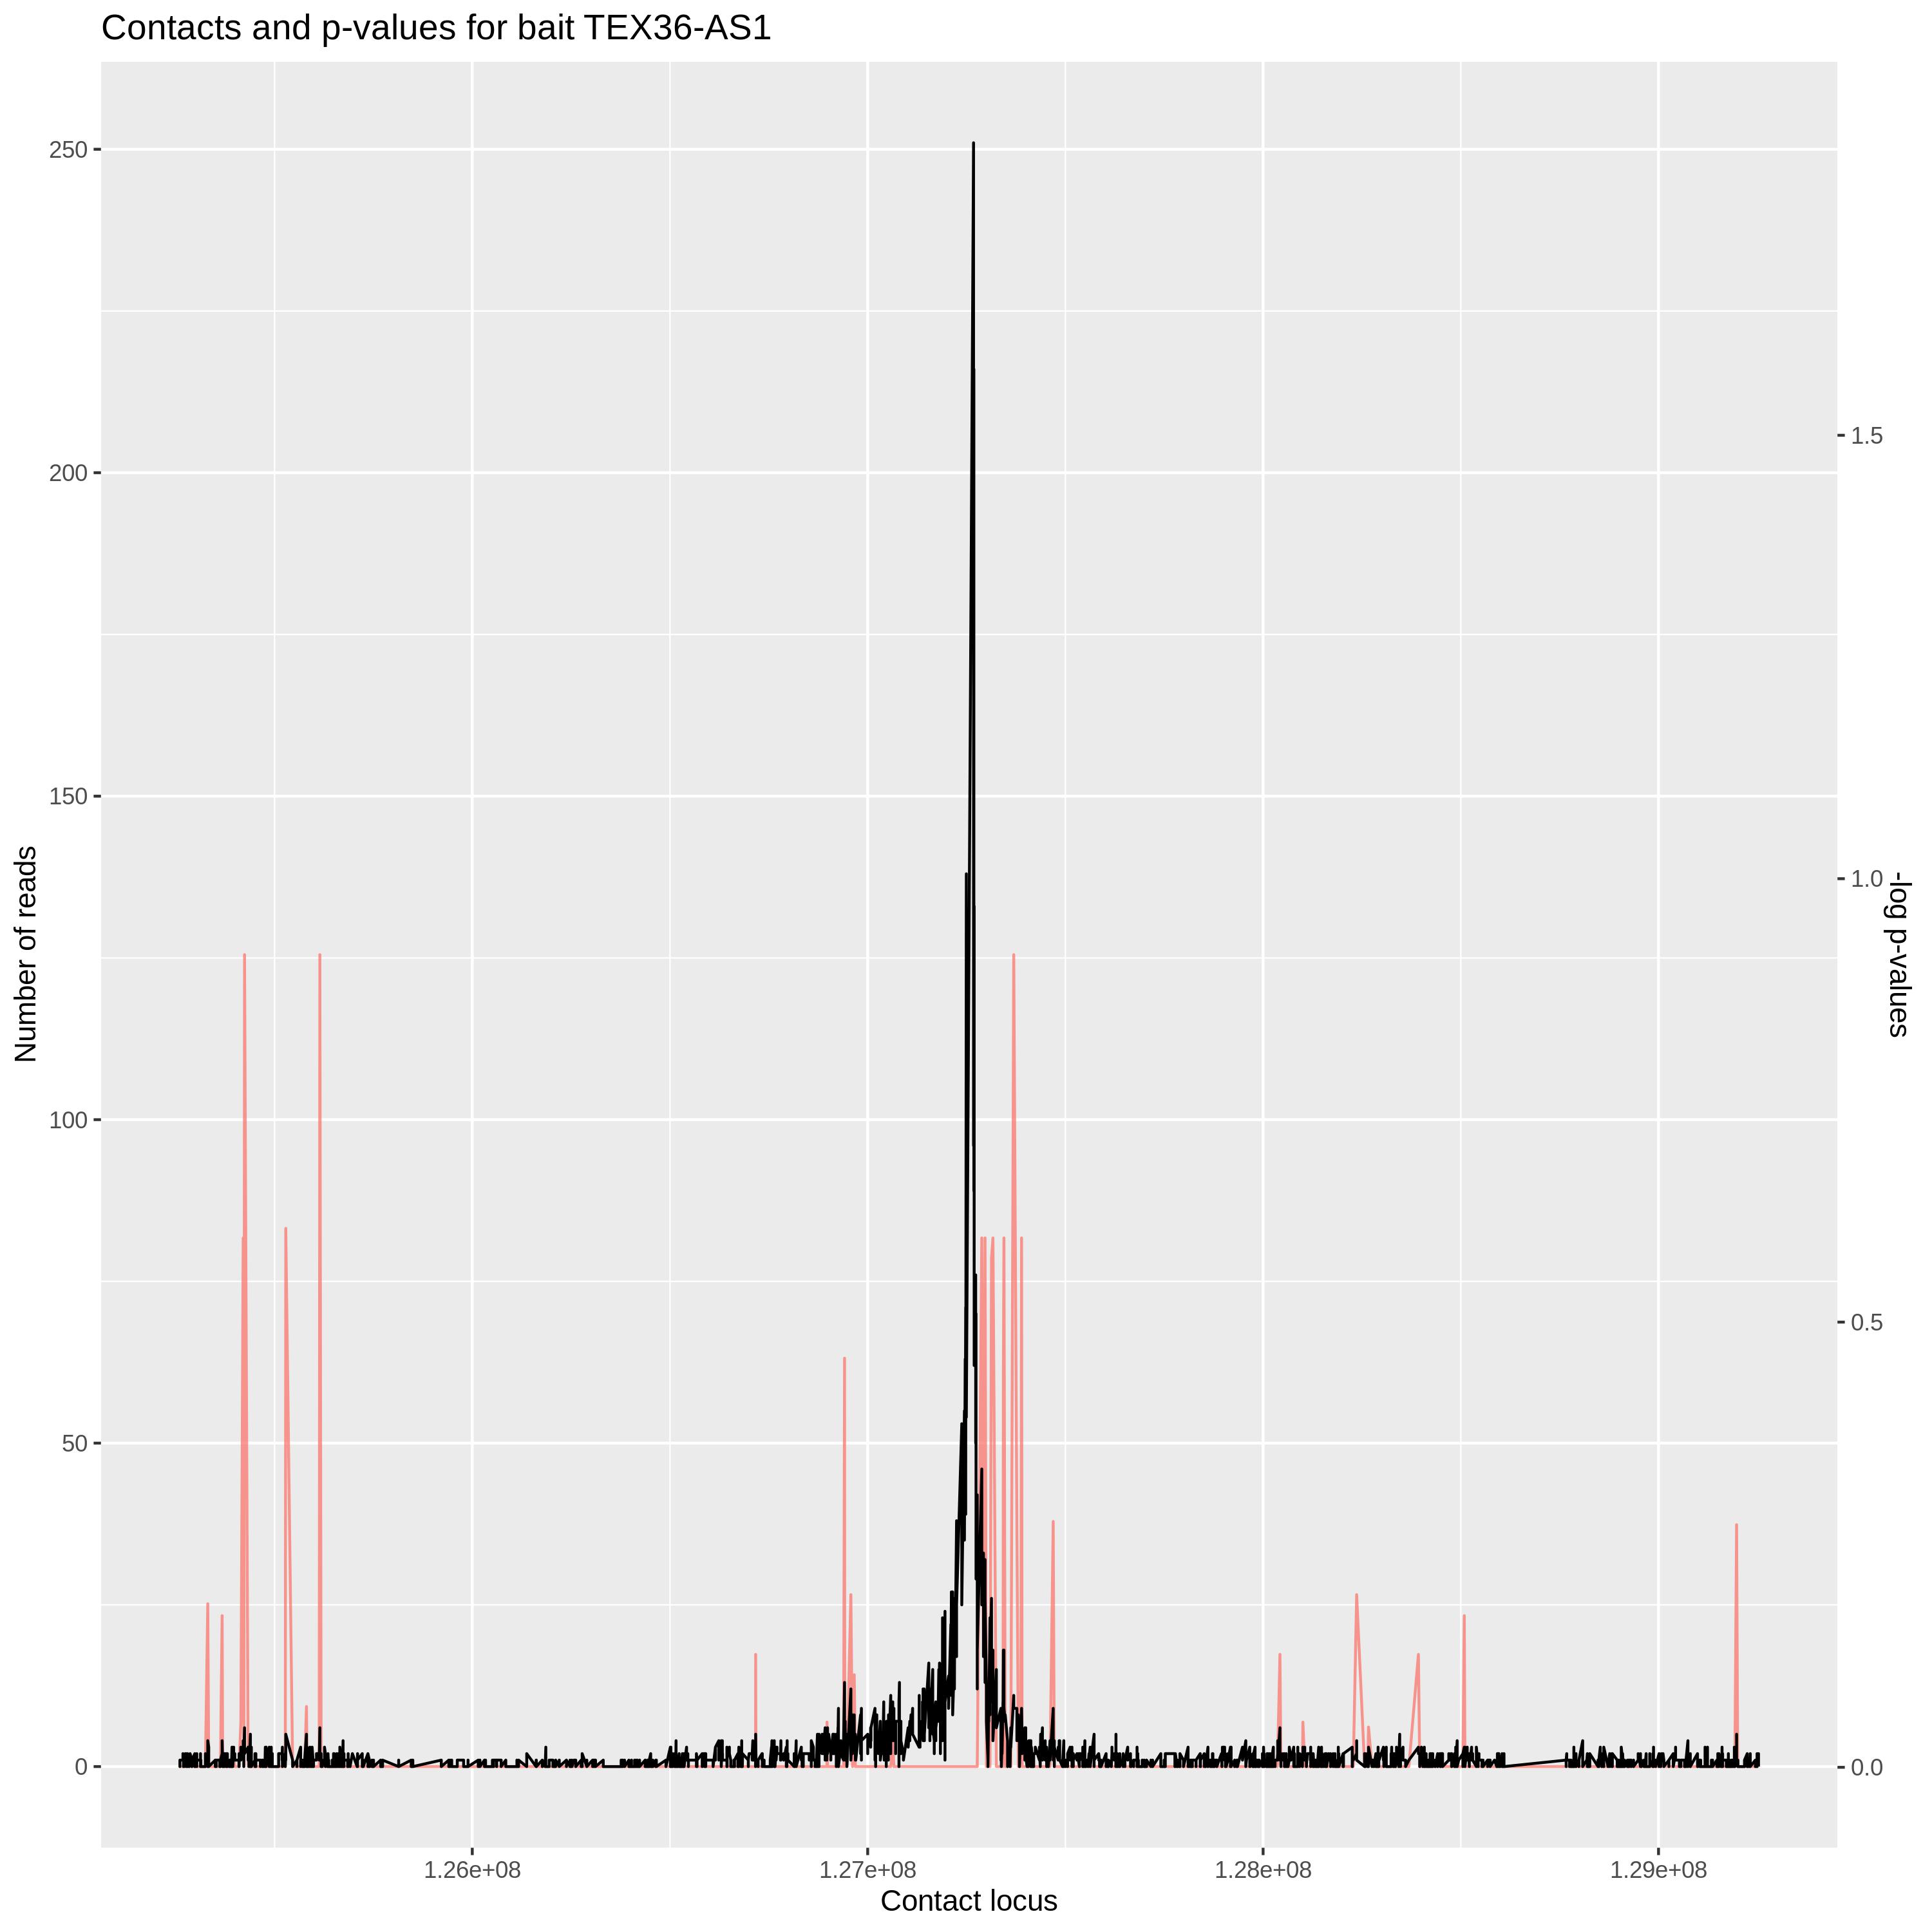 Contacts and p-values for bait TEX36-AS1
250
200
150
100
50
0
Number of reads
1.5
1.0
0.5
0.0
-log p-values
1.26e+08
1.27e+08
1.28e+08
1.29e+08
Contact locus